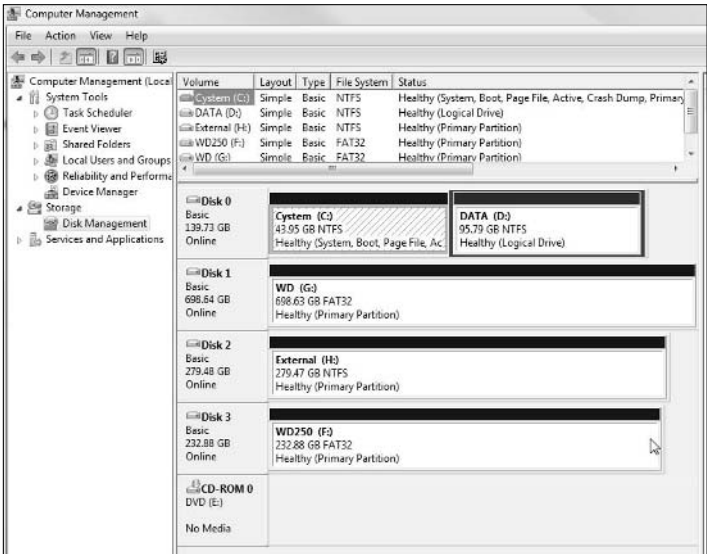 Computer Management
File Action View Help
Computer Management (Local
System Tools
Task Scheduler
Event Viewer
Shared Folders
Local Users and Groups
Reliability and Performa
Device Manager
Storage
Disk Management
Services and Applications
Volume Layout Type File System Status
Cystem (C:) Simple Basic NTFS Healthy (System, Boot, Page File, Active, Crash Dump, Primary
DATA (D:) Simple Basic NTFS Healthy (Logical Drive)
External (H:) Simple Basic NTFS Healthy (Primary Partition)
WD250 (F:) Simple Basic FAT32 Healthy (Primary Partition)
WD (G:) Simple Basic FAT32 Healthy (Primary Partition)
Disk 0
Basic
139.73 GB
Online
Cystem (C:)
43.95 GB NTFS
Healthy (System, Boot, Page File, Ac
DATA (D:)
95.79 GB NTFS
Healthy (Logical Drive)
Disk 1
Basic
698.64 GB
Online
WD (G:)
698.63 GB FAT32
Healthy (Primary Partition)
Disk 2
Basic
279.48 GB
Online
External (H:)
279.47 GB NTFS
Healthy (Primary Partition)
Disk 3
Basic
232.88 GB
Online
WD250 (F:)
232.88 GB FAT32
Healthy (Primary Partition)
CD-ROM 0
DVD (E:)
No Media